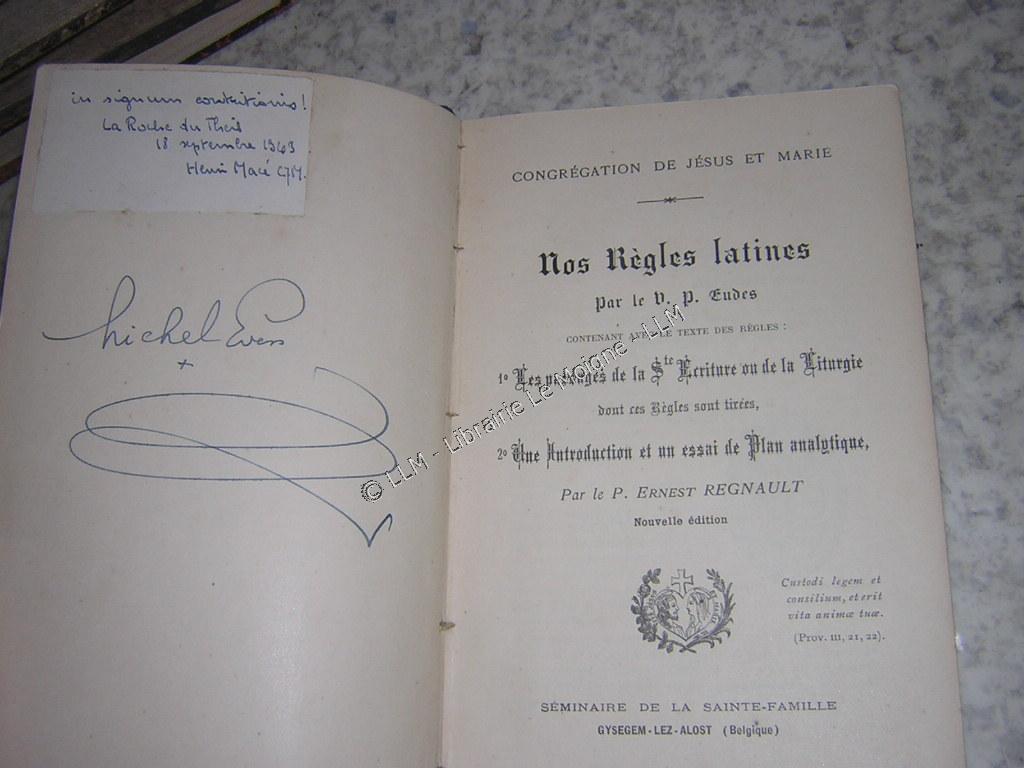 in signum contritionis!
La Roche du Theil
18 septembre 1943
Henri Macé CJM.
Michel Evers
CONGRÉGATION DE JÉSUS ET MARIE
Nos Règles latines
Par le V. P. Eudes
CONTENANT AVEC LE TEXTE DES RÈGLES :
1º Les passages de la Ste Écriture ou de la Liturgie
dont ces Règles sont tirées,
2º Une Introduction et un essai de Plan analytique,
Par le P. ERNEST REGNAULT
Nouvelle édition
Custodi legem et
consilium, et erit
vita animæ tuæ.
(Prov. III, 21, 22).
SÉMINAIRE DE LA SAINTE-FAMILLE
GYSEGEM-LEZ-ALOST (Belgique)
© LLM - Librairie Le Moigne - LLM